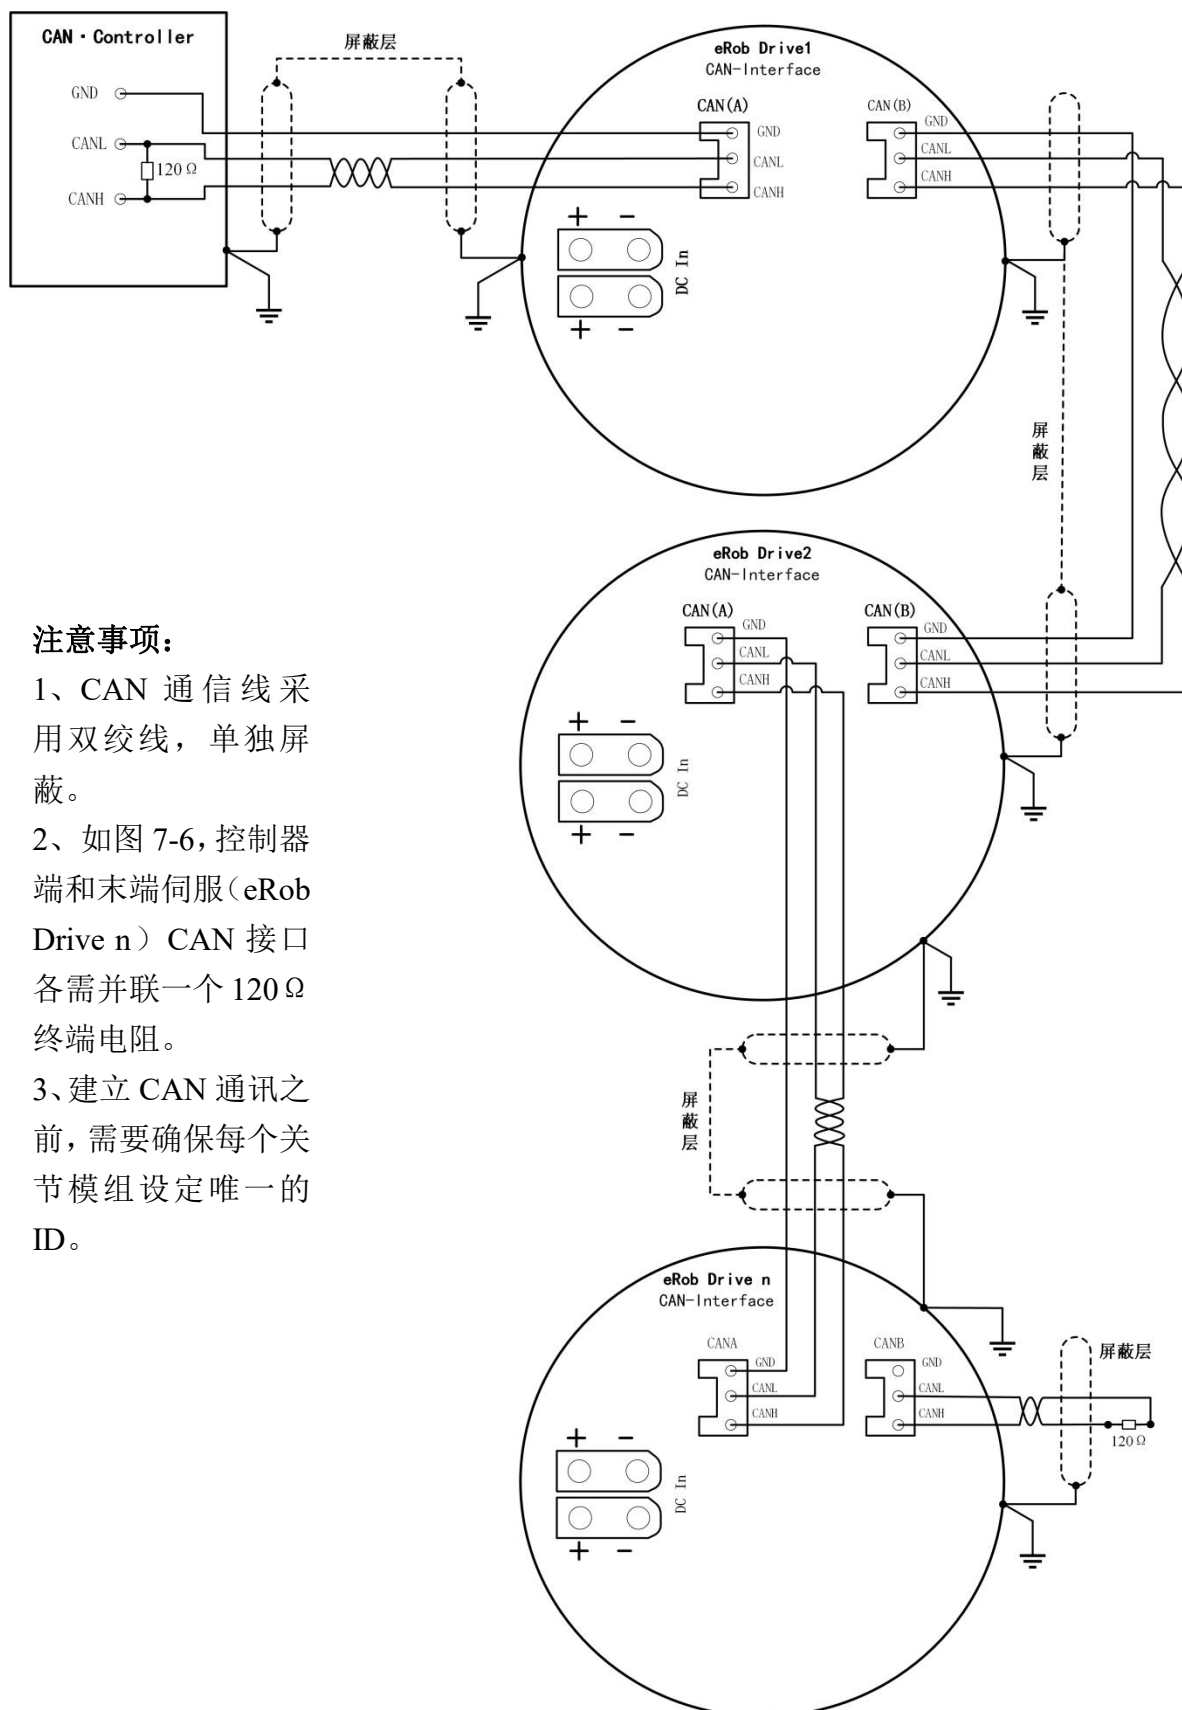 CAN·Controller
屏蔽层
GND
CANL
120Ω
CANH
eRob Drive1
CAN-Interface
CAN(A)
GND
CANL
CANH
CAN(B)
GND
CANL
CANH
+ −
DC In
+ −
屏蔽层
eRob Drive2
CAN-Interface
CAN(A)
GND
CANL
CANH
CAN(B)
GND
CANL
CANH
+ −
DC In
+ −
注意事项：
1、CAN 通信线采
用双绞线，单独屏
蔽。
2、如图 7-6，控制器
端和末端伺服（eRob
Drive n）CAN 接口
各需并联一个 120Ω
终端电阻。
3、建立 CAN 通讯之
前，需要确保每个关
节模组设定唯一的
ID。
屏蔽层
eRob Drive n
CAN-Interface
CANA
GND
CANL
CANH
CANB
GND
CANL
CANH
屏蔽层
120Ω
+ −
DC In
+ −